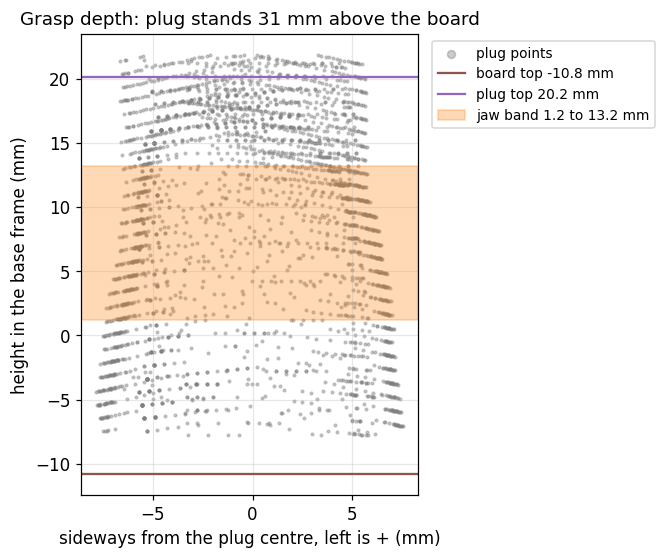 Grasp depth: plug stands 31 mm above the board
plug points
board top -10.8 mm
plug top 20.2 mm
jaw band 1.2 to 13.2 mm
height in the base frame (mm)
20
15
10
5
0
−5
−10
−5 0 5
sideways from the plug centre, left is + (mm)